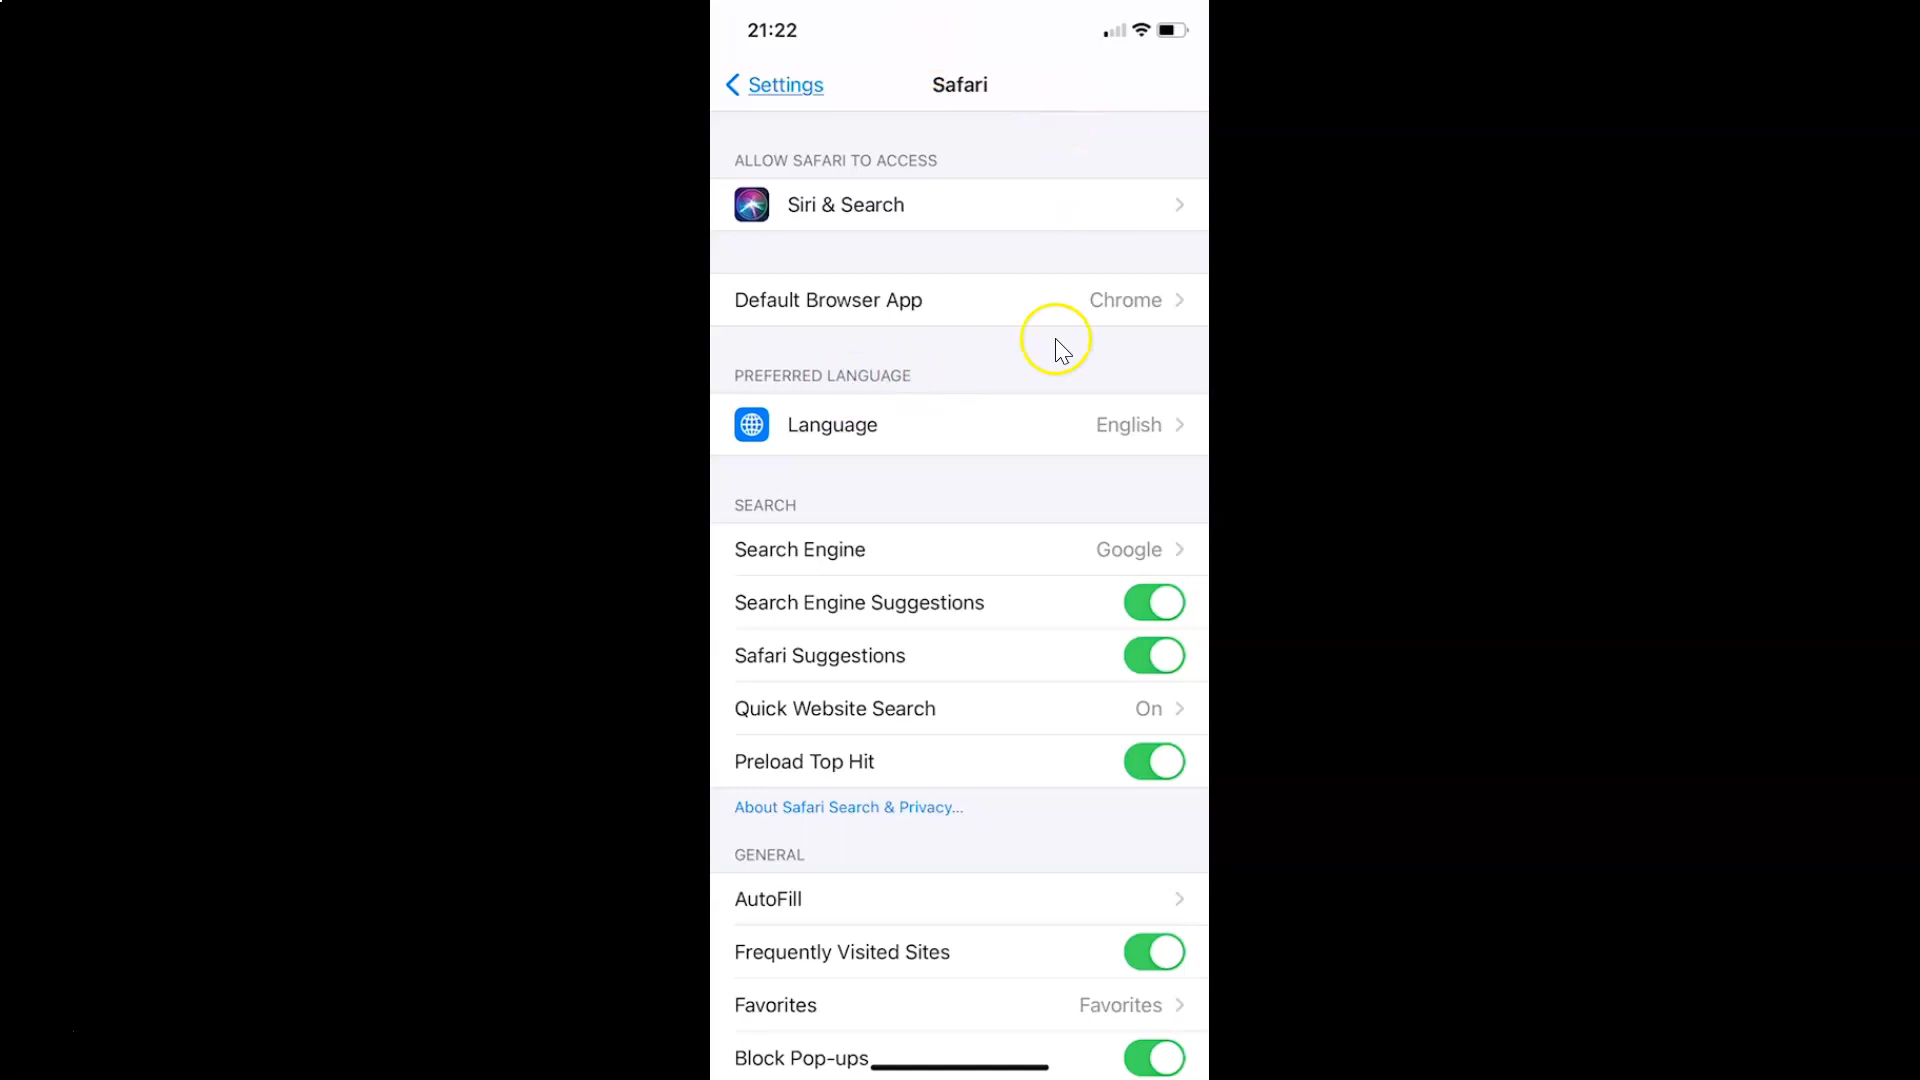 21:22
Settings
Safari
ALLOW SAFARI TO ACCESS
Siri & Search
Default Browser App Chrome
PREFERRED LANGUAGE
Language English
SEARCH
Search Engine Google
Search Engine Suggestions
Safari Suggestions
Quick Website Search On
Preload Top Hit
About Safari Search & Privacy...
GENERAL
AutoFill
Frequently Visited Sites
Favorites Favorites
Block Pop-ups